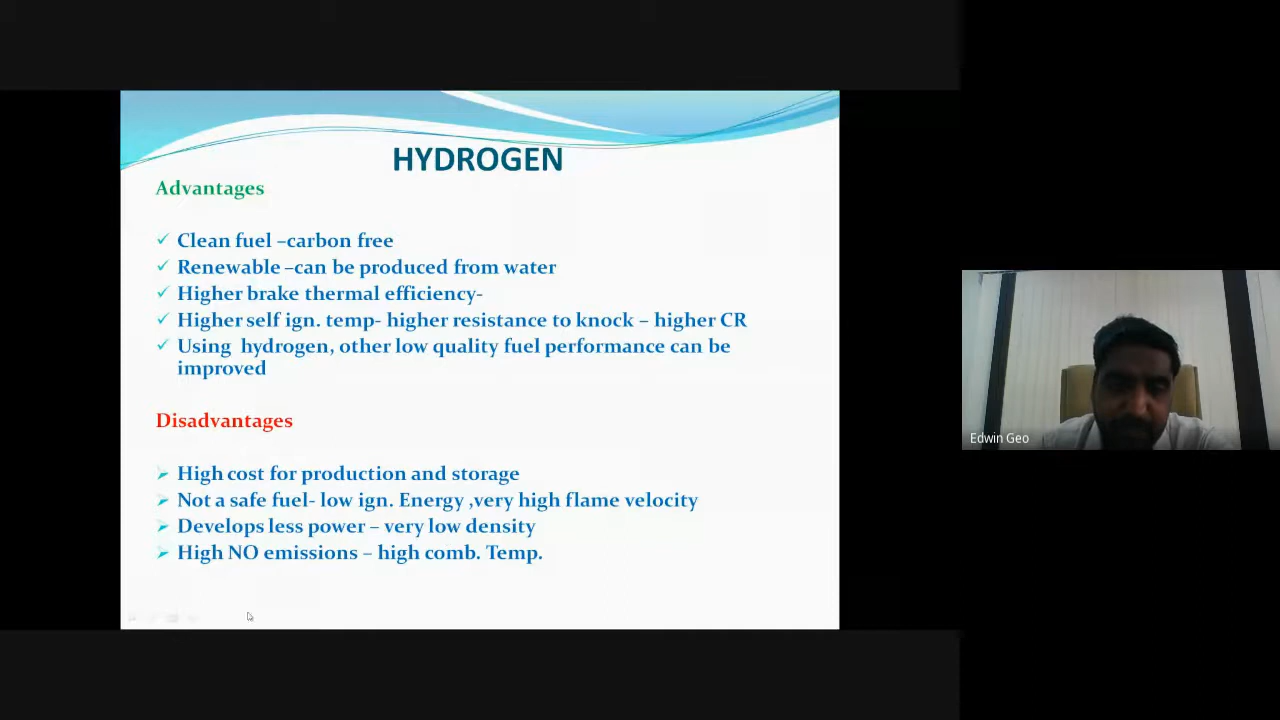 HYDROGEN
Advantages
Clean fuel –carbon free
Renewable –can be produced from water
Higher brake thermal efficiency-
Higher self ign. temp- higher resistance to knock – higher CR
Using hydrogen, other low quality fuel performance can be
improved
Disadvantages
High cost for production and storage
Not a safe fuel- low ign. Energy ,very high flame velocity
Develops less power – very low density
High NO emissions – high comb. Temp.
Edwin Geo